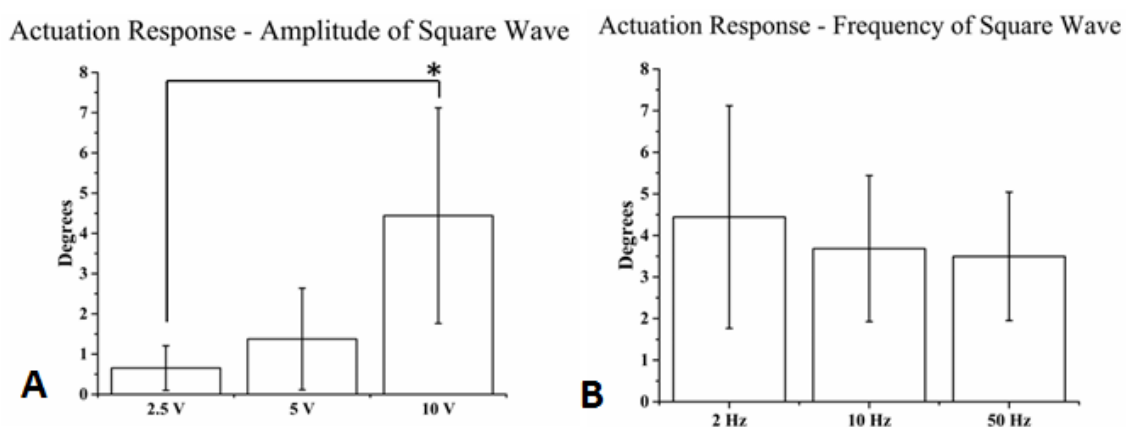 Actuation Response - Amplitude of Square Wave
*
8
7
6
5
4
3
2
1
0
Degrees
2.5 V 5 V 10 V
A
Actuation Response - Frequency of Square Wave
8
7
6
5
4
3
2
1
0
Degrees
2 Hz 10 Hz 50 Hz
B